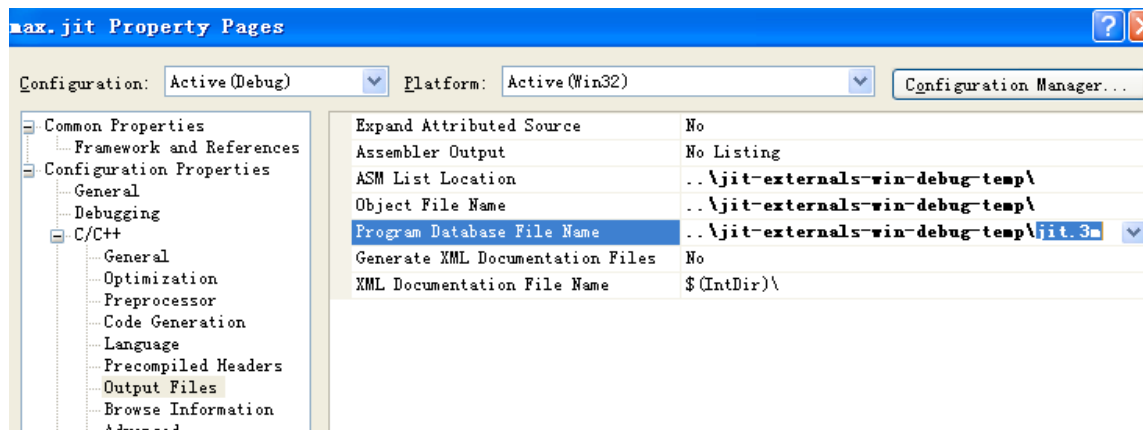 max.jit Property Pages
Configuration: Active(Debug) Platform: Active(Win32) Configuration Manager...
Common Properties
Framework and References
Configuration Properties
General
Debugging
C/C++
General
Optimization
Preprocessor
Code Generation
Language
Precompiled Headers
Output Files
Browse Information
Advanced
Expand Attributed Source No
Assembler Output No Listing
ASM List Location ..\jit-externals-win-debug-temp\
Object File Name ..\jit-externals-win-debug-temp\
Program Database File Name ..\jit-externals-win-debug-temp\jit.3m
Generate XML Documentation Files No
XML Documentation File Name $(IntDir)\